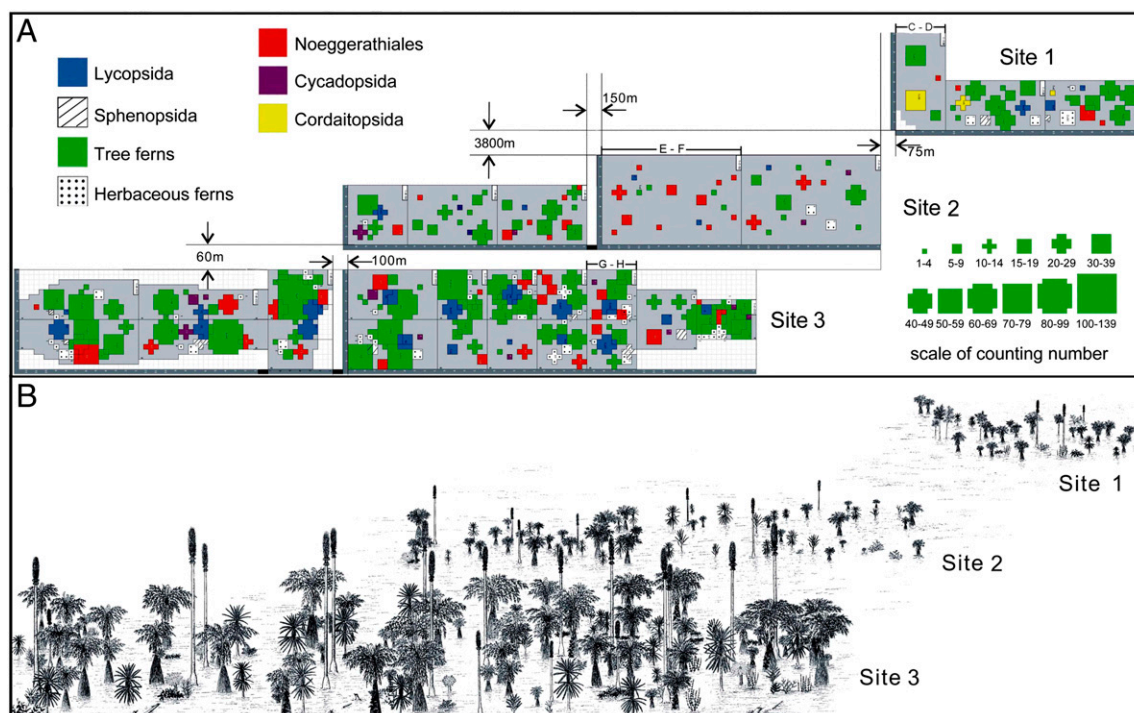 A
Lycopsida
Sphenopsida
Tree ferns
Herbaceous ferns
Noeggerathiales
Cycadopsida
Cordaitopsida
150m
3800m
E - F
C - D
Site 1
75m
Site 2
1-4 5-9 10-14 15-19 20-29 30-39
40-49 50-59 60-69 70-79 80-99 100-139
scale of counting number
60m
100m
G - H
Site 3
B
Site 1
Site 2
Site 3